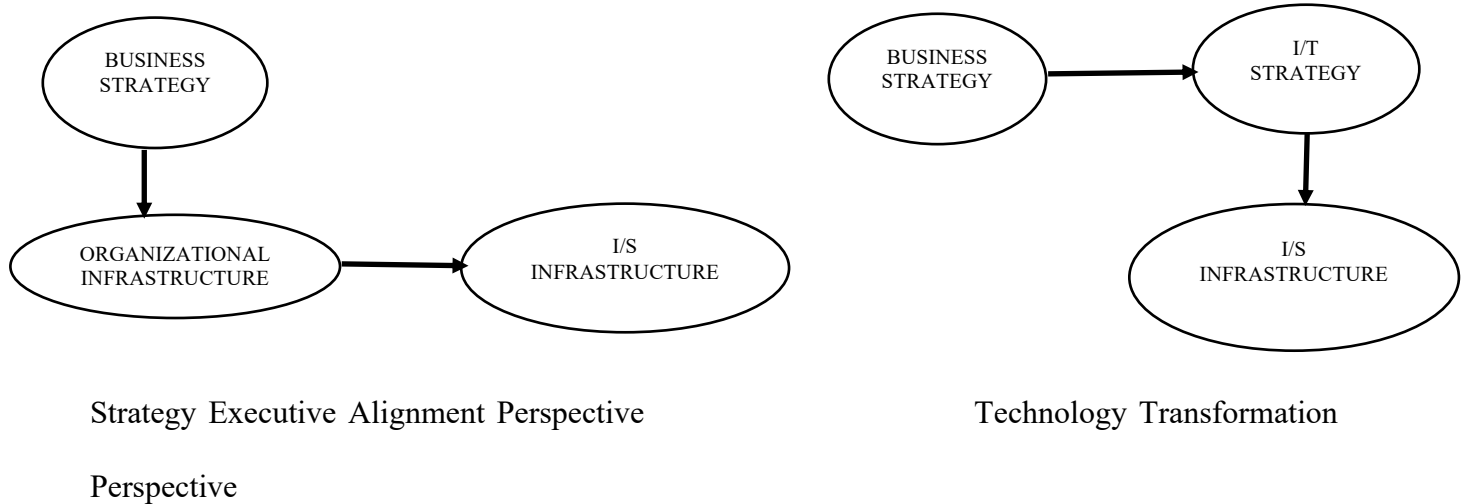 BUSINESS
STRATEGY
ORGANIZATIONAL
INFRASTRUCTURE
I/S
INFRASTRUCTURE
BUSINESS
STRATEGY
I/T
STRATEGY
I/S
INFRASTRUCTURE
Strategy Executive Alignment Perspective
Technology Transformation
Perspective